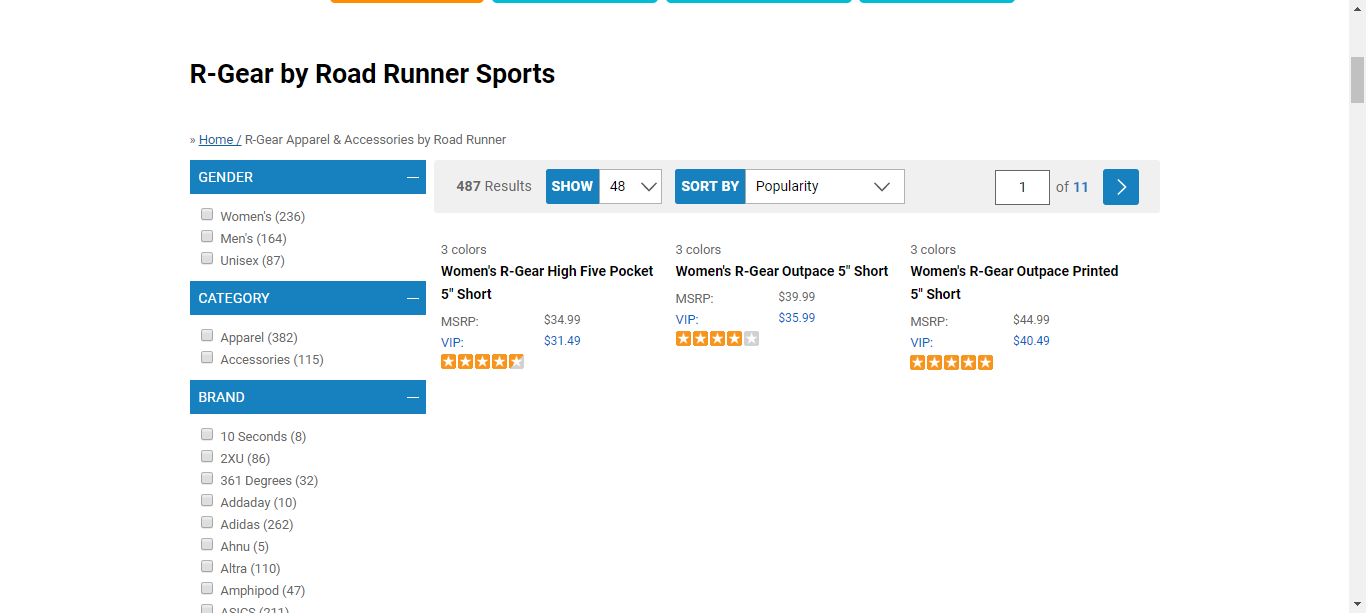 R-Gear by Road Runner Sports
» Home / R-Gear Apparel & Accessories by Road Runner
GENDER
Women's (236)
Men's (164)
Unisex (87)
CATEGORY
Apparel (382)
Accessories (115)
BRAND
10 Seconds (8)
2XU (86)
361 Degrees (32)
Addaday (10)
Adidas (262)
Ahnu (5)
Altra (110)
Amphipod (47)
ASICS (211)
487 Results SHOW 48 SORT BY Popularity 1 of 11
3 colors
Women's R-Gear High Five Pocket
5" Short
MSRP: $34.99
VIP: $31.49
3 colors
Women's R-Gear Outpace 5" Short
MSRP: $39.99
VIP: $35.99
3 colors
Women's R-Gear Outpace Printed
5" Short
MSRP: $44.99
VIP: $40.49